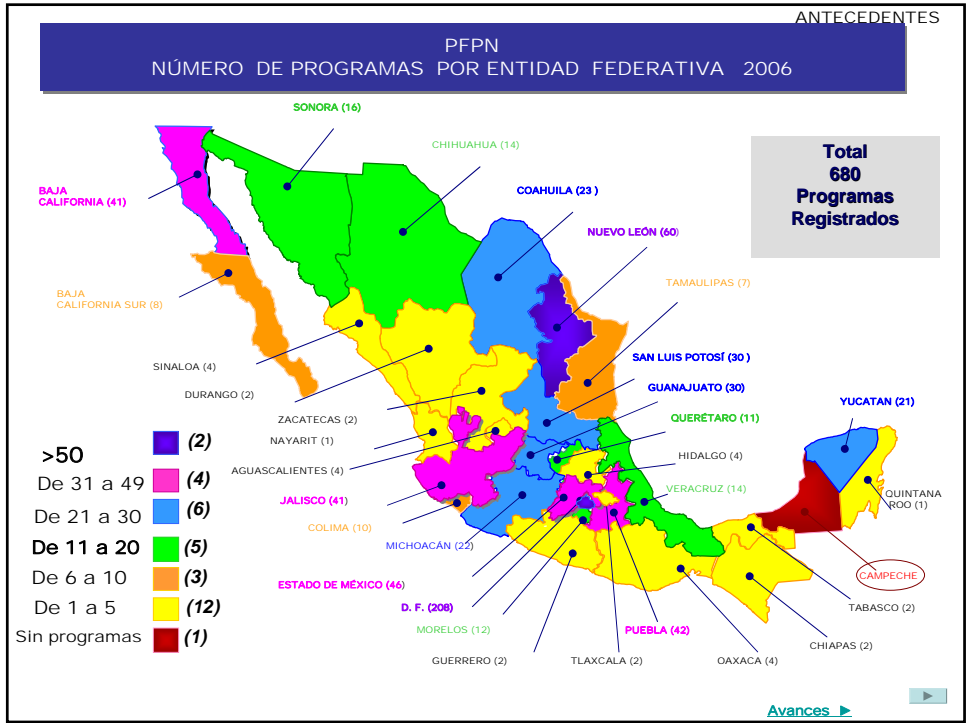 ANTECEDENTES
PFPN
NÚMERO DE PROGRAMAS POR ENTIDAD FEDERATIVA 2006
SONORA (16)
CHIHUAHUA (14)
Total
680
Programas
Registrados
BAJA
CALIFORNIA (41)
COAHUILA (23 )
NUEVO LEÓN (60)
BAJA
CALIFORNIA SUR (8)
TAMAULIPAS (7)
SINALOA (4)
SAN LUIS POTOSÍ (30 )
DURANGO (2)
GUANAJUATO (30)
YUCATAN (21)
ZACATECAS (2)
QUERÉTARO (11)
NAYARIT (1)
HIDALGO (4)
AGUASCALIENTES (4)
VERACRUZ (14)
QUINTANA
ROO (1)
JALISCO (41)
COLIMA (10)
MICHOACÁN (22)
CAMPECHE
ESTADO DE MÉXICO (46)
TABASCO (2)
D. F. (208)
MORELOS (12)
PUEBLA (42)
CHIAPAS (2)
GUERRERO (2)
TLAXCALA (2)
OAXACA (4)
>50 (2)
De 31 a 49 (4)
De 21 a 30 (6)
De 11 a 20 (5)
De 6 a 10 (3)
De 1 a 5 (12)
Sin programas (1)
Avances ►